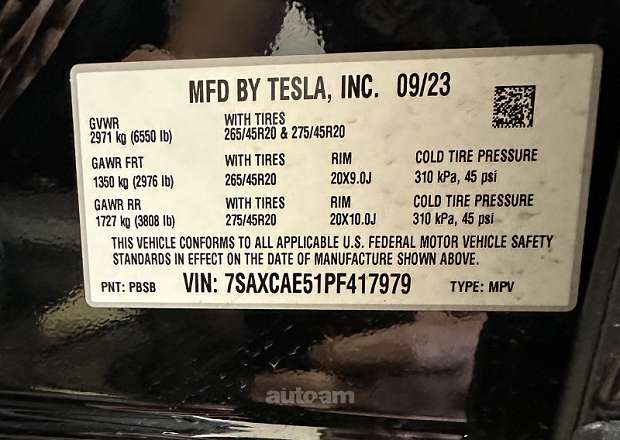 MFD BY TESLA, INC. 09/23
GVWR WITH TIRES
2971 kg (6550 lb) 265/45R20 & 275/45R20
GAWR FRT WITH TIRES RIM COLD TIRE PRESSURE
1350 kg (2976 lb) 265/45R20 20X9.0J 310 kPa, 45 psi
GAWR RR WITH TIRES RIM COLD TIRE PRESSURE
1727 kg (3808 lb) 275/45R20 20X10.0J 310 kPa, 45 psi
THIS VEHICLE CONFORMS TO ALL APPLICABLE U.S. FEDERAL MOTOR VEHICLE SAFETY
STANDARDS IN EFFECT ON THE DATE OF MANUFACTURE SHOWN ABOVE.
PNT: PBSB VIN: 7SAXCAE51PF417979 TYPE: MPV
autoam